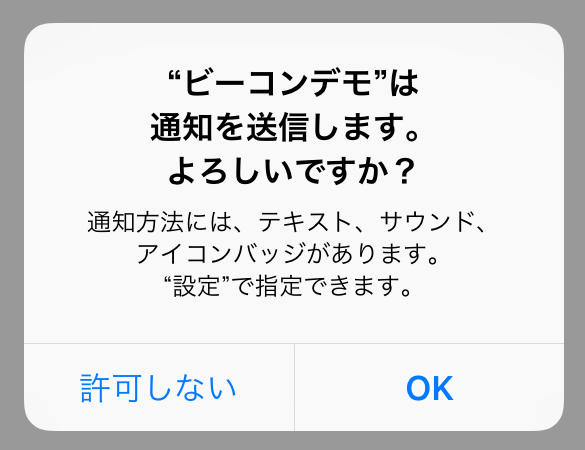 “ビーコンデモ”は
通知を送信します。
よろしいですか？
通知方法には、テキスト、サウンド、
アイコンバッジがあります。
“設定”で指定できます。
許可しない
OK